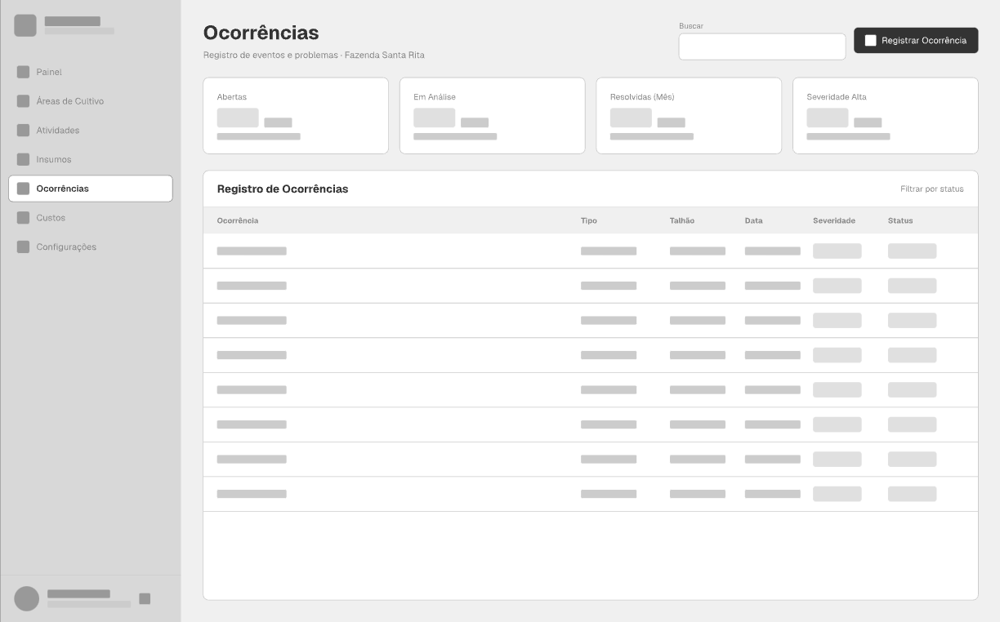 Painel
Áreas de Cultivo
Atividades
Insumos
Ocorrências
Custos
Configurações
Ocorrências
Registro de eventos e problemas · Fazenda Santa Rita
Buscar
Registrar Ocorrência
Abertas
Em Análise
Resolvidas (Mês)
Severidade Alta
Registro de Ocorrências
Filtrar por status
Ocorrência Tipo Talhão Data Severidade Status